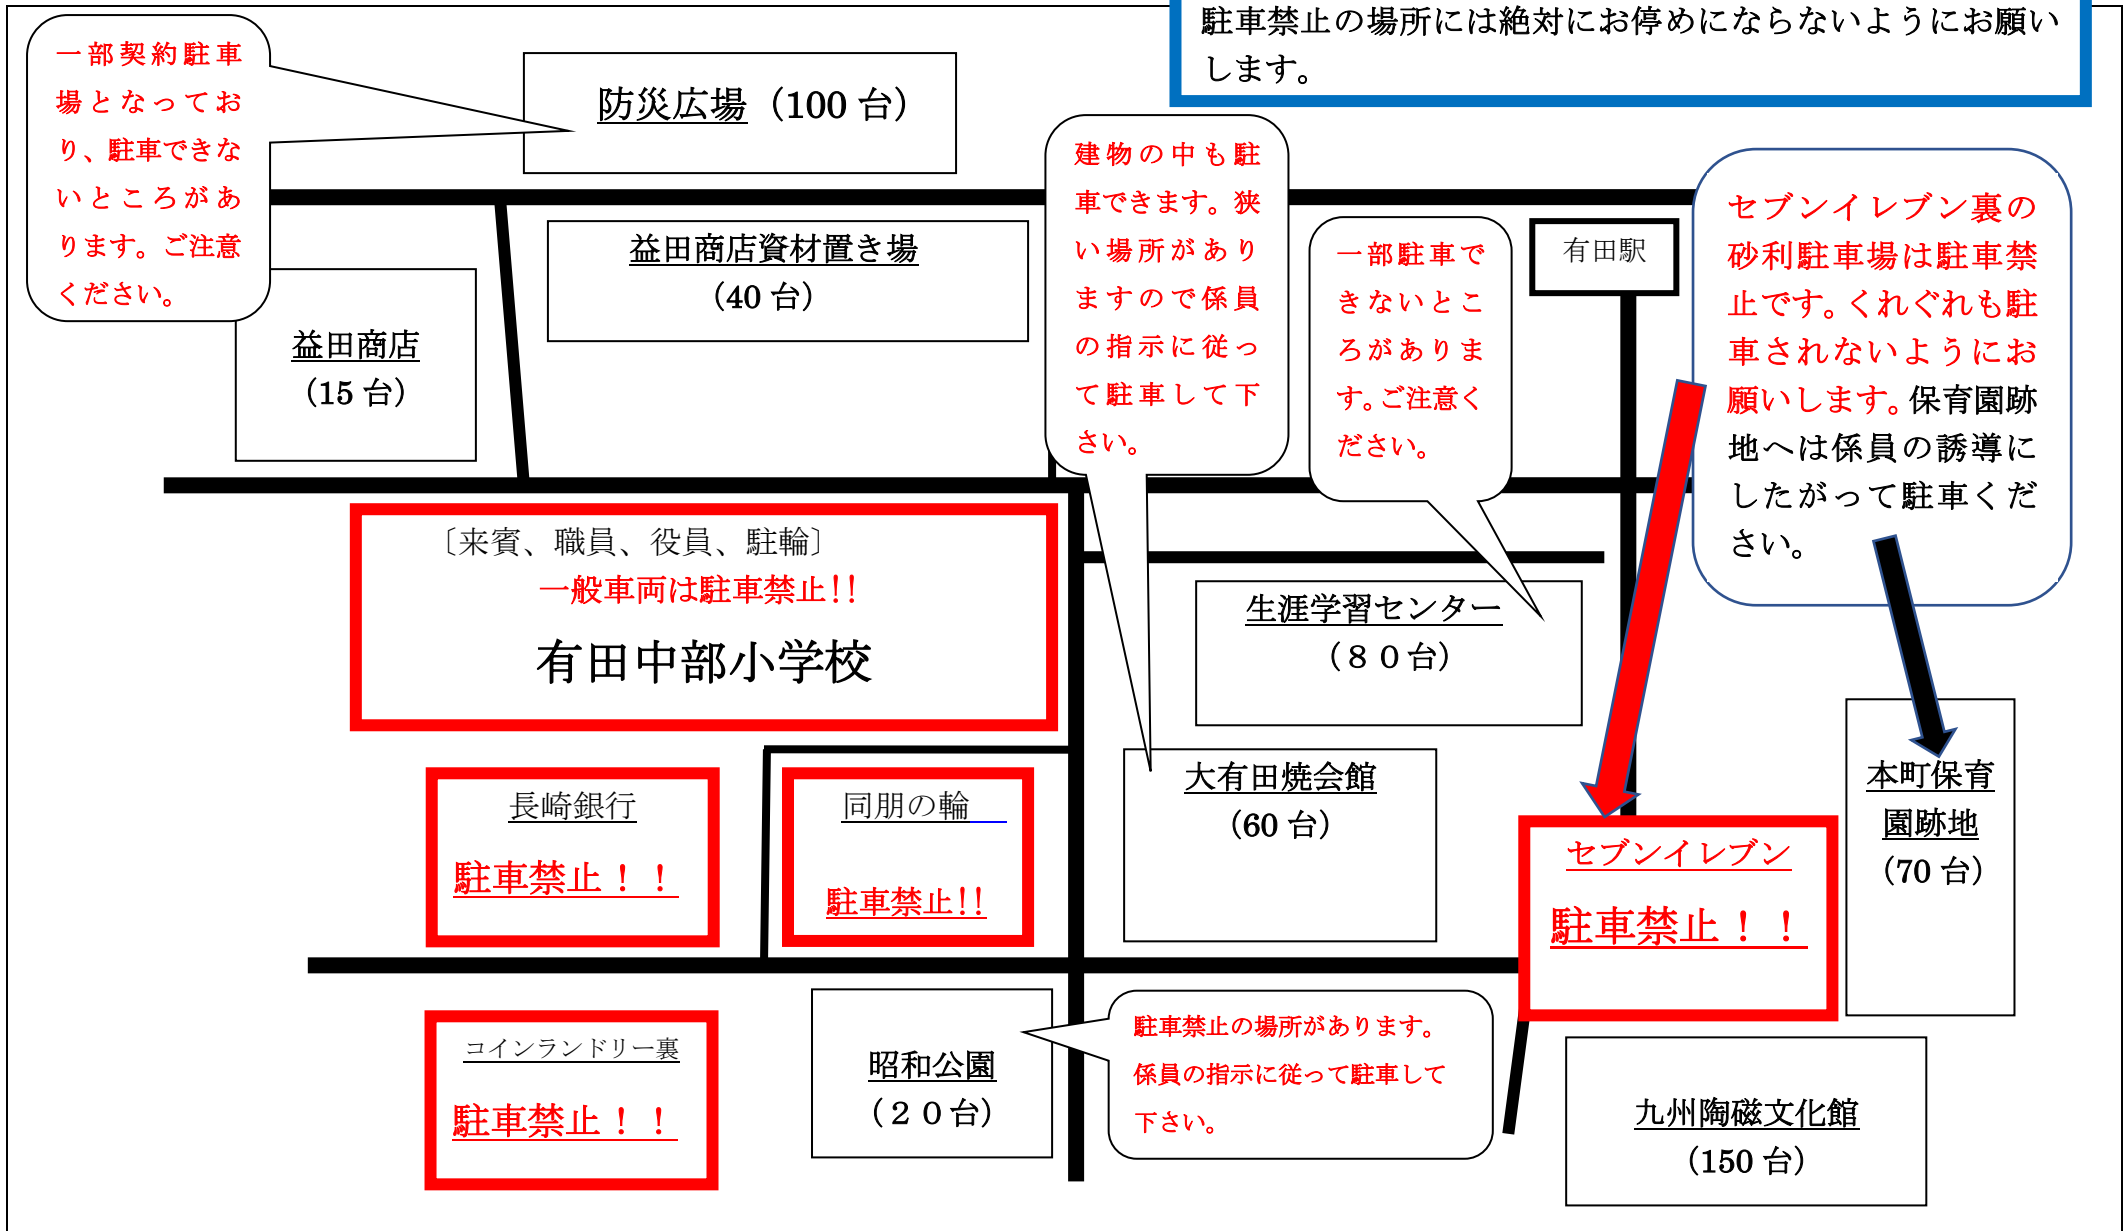 駐車禁止の場所には絶対にお停めにならないようにお願い
します。
一部契約駐車
場となってお
り、駐車できな
いところがあ
ります。ご注意
ください。
防災広場（100 台）
建物の中も駐
車できます。狭
い場所があり
ますので係員
の指示に従っ
て駐車して下
さい。
セブンイレブン裏の
砂利駐車場は駐車禁
止です。くれぐれも駐
車されないようにお
願いします。保育園跡
地へは係員の誘導に
したがって駐車くだ
さい。
益田商店資材置き場
（40 台）
一部駐車で
きないとこ
ろがありま
す。ご注意く
ださい。
有田駅
益田商店
（15 台）
〔来賓、職員、役員、駐輪〕
一般車両は駐車禁止!!
有田中部小学校
生涯学習センター
（８０台）
大有田焼会館
（60 台）
本町保育
園跡地
（70 台）
長崎銀行
駐車禁止！！
同朋の輪
駐車禁止!!
セブンイレブン
駐車禁止！！
コインランドリー裏
駐車禁止！！
昭和公園
（２０台）
駐車禁止の場所があります。
係員の指示に従って駐車して
下さい。
九州陶磁文化館
（150 台）